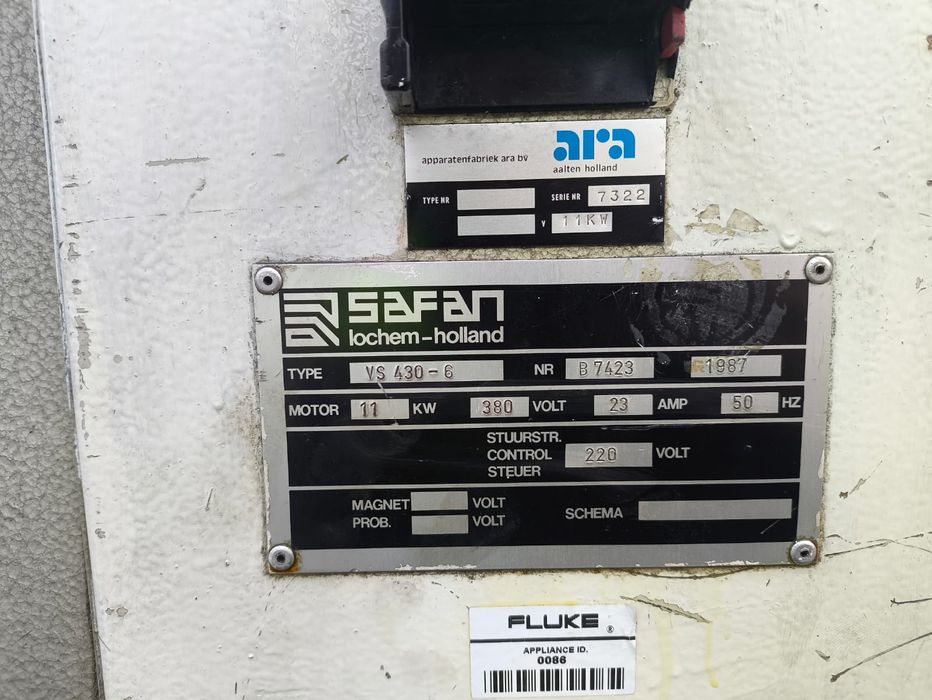 ara
apparatenfabriek ara bv
aalten holland
TYPE NR SERIE NR 7322
V 11KW
SAFAN
lochem-holland
TYPE VS 430-6 NR B7423 1987
MOTOR 11 KW 380 VOLT 23 AMP 50 HZ
STUURSTR.
CONTROL 220 VOLT
STEUER
MAGNET VOLT
PROB. VOLT
SCHEMA
FLUKE ®
APPLIANCE ID.
0086